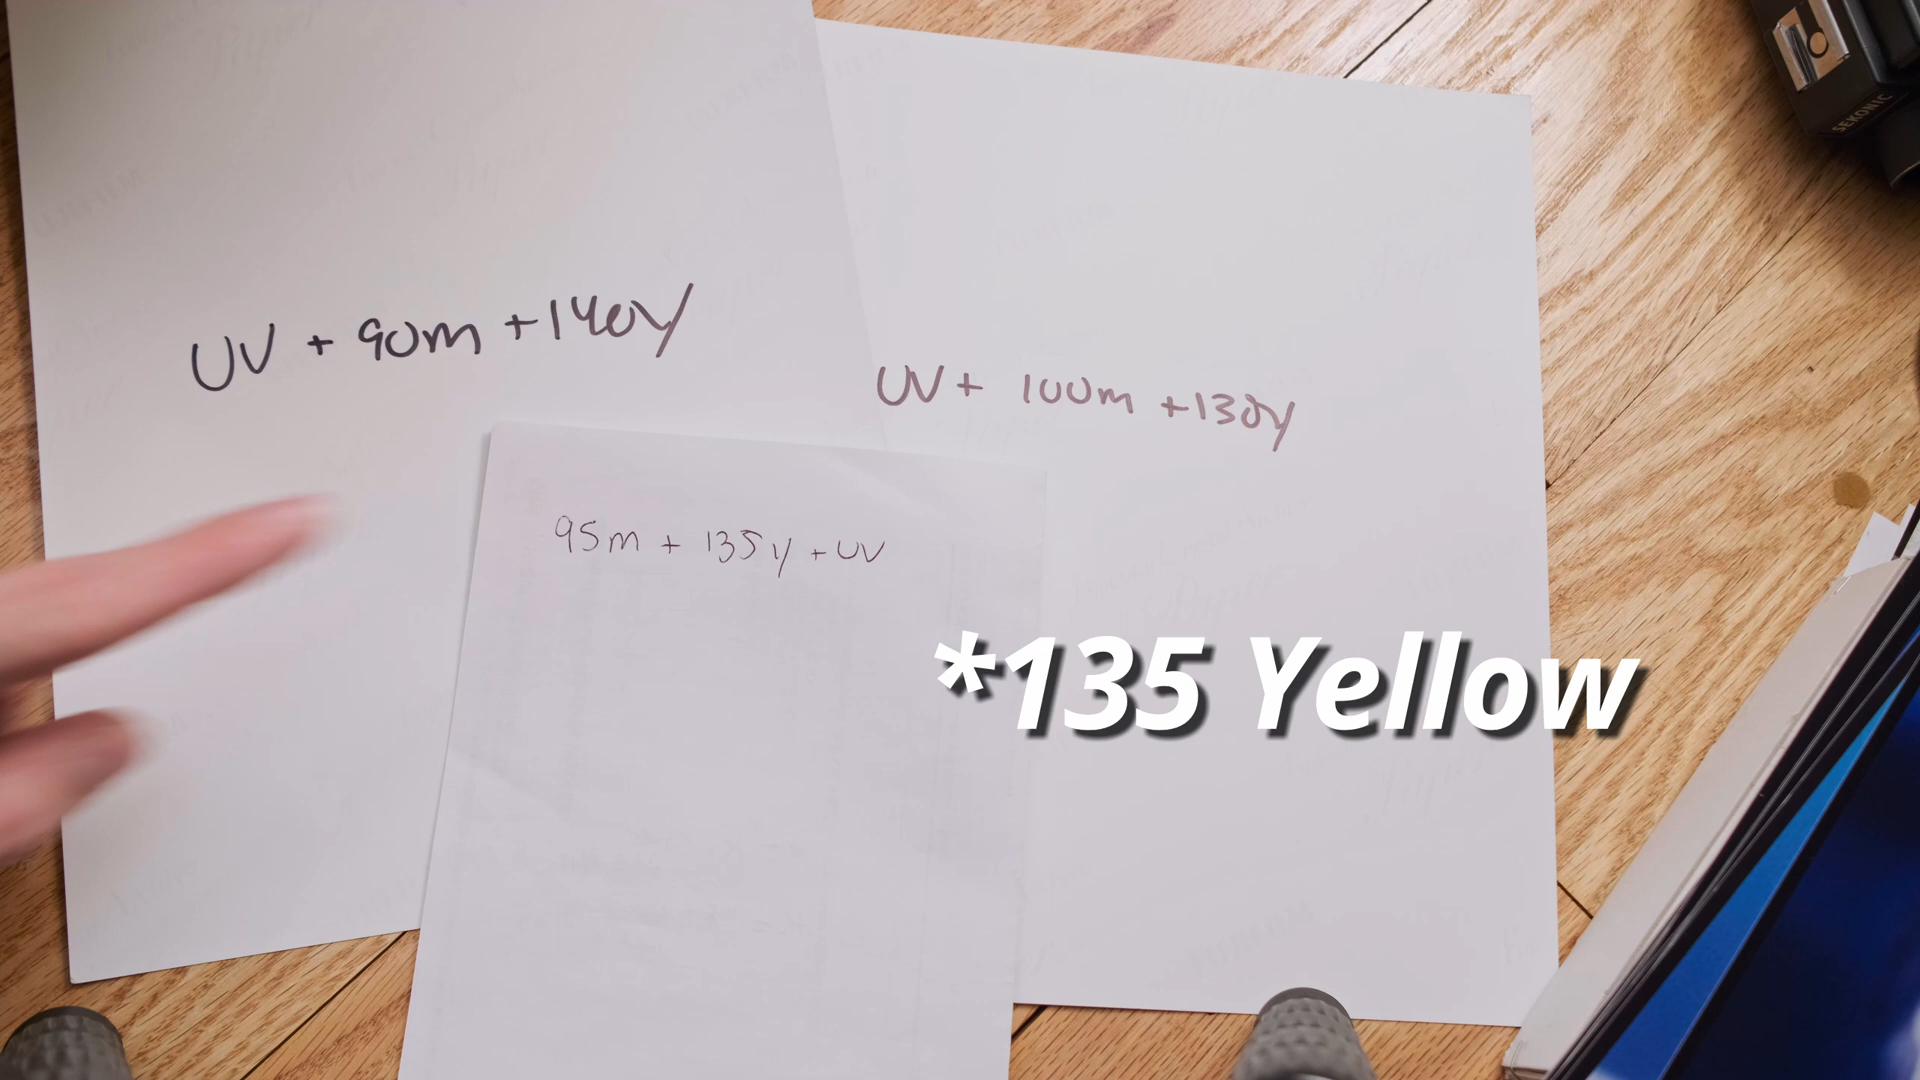 SEKONIC
UV + 90m + 140y
UV + 100m + 130y
95m + 135y + UV
*135 Yellow